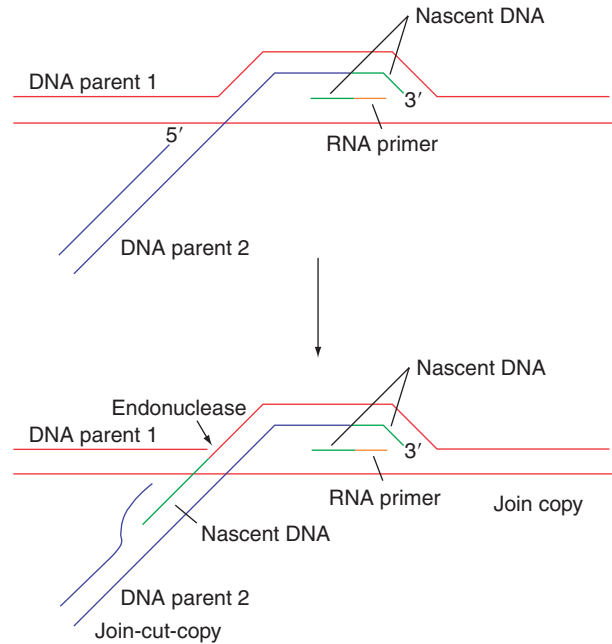 Nascent DNA
DNA parent 1
3′
RNA primer
5′
DNA parent 2
Nascent DNA
Endonuclease
DNA parent 1
3′
RNA primer
Join copy
Nascent DNA
DNA parent 2
Join-cut-copy